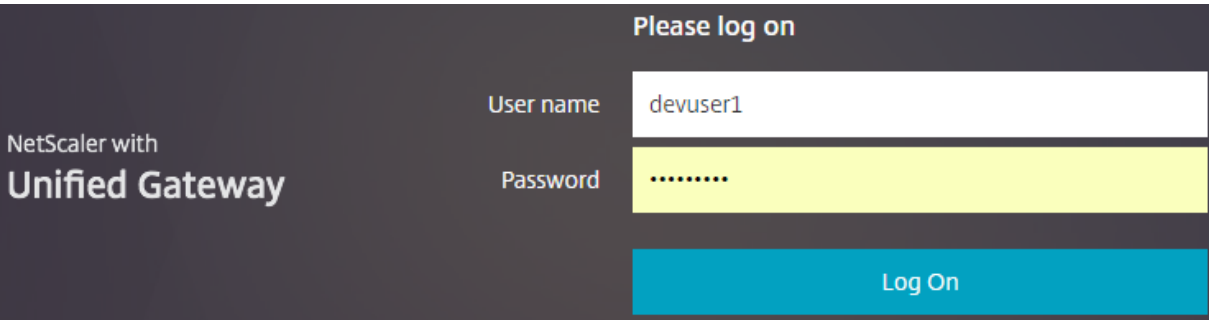 Please log on
User name
devuser1
NetScaler with
Unified Gateway
Password
•••••••••
Log On